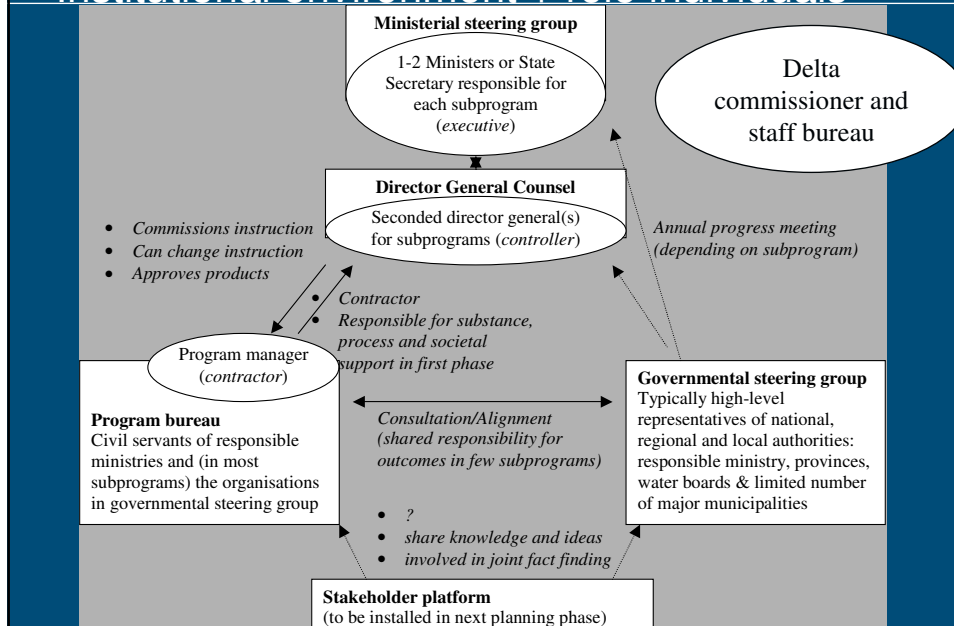 Institutional environment : role individuals
Ministerial steering group
1-2 Ministers or State
Secretary responsible for
each subprogram
(executive)
Delta
commissioner and
staff bureau
Director General Counsel
Seconded director general(s)
for subprograms (controller)
• Commissions instruction
• Can change instruction
• Approves products
Annual progress meeting
(depending on subprogram)
• Contractor
• Responsible for substance,
process and societal
support in first phase
Program manager
(contractor)
Program bureau
Civil servants of responsible
ministries and (in most
subprograms) the organisations
in governmental steering group
Consultation/Alignment
(shared responsibility for
outcomes in few subprograms)
Governmental steering group
Typically high-level
representatives of national,
regional and local authorities:
responsible ministry, provinces,
water boards & limited number
of major municipalities
• ?
• share knowledge and ideas
• involved in joint fact finding
Stakeholder platform
(to be installed in next planning phase)